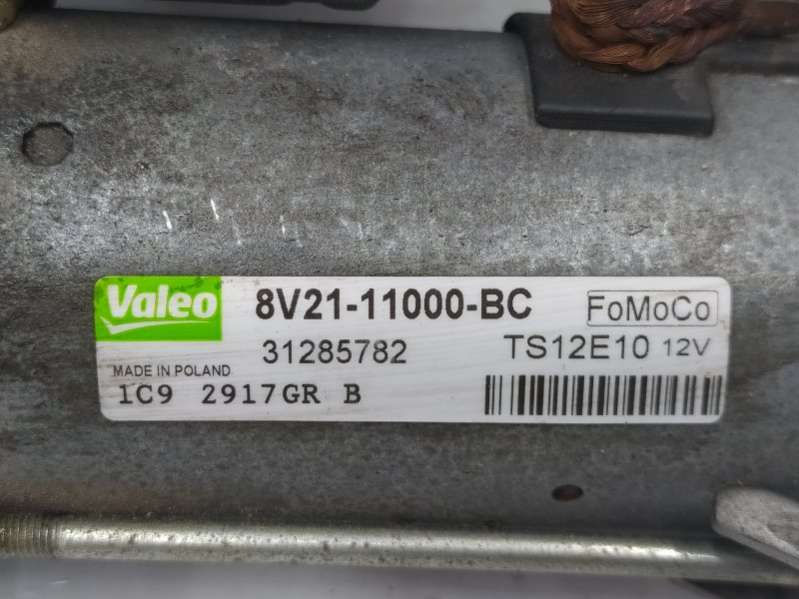 Valeo 8V21-11000-BC FoMoCo
31285782 TS12E10 12V
MADE IN POLAND
1C9 2917GR B